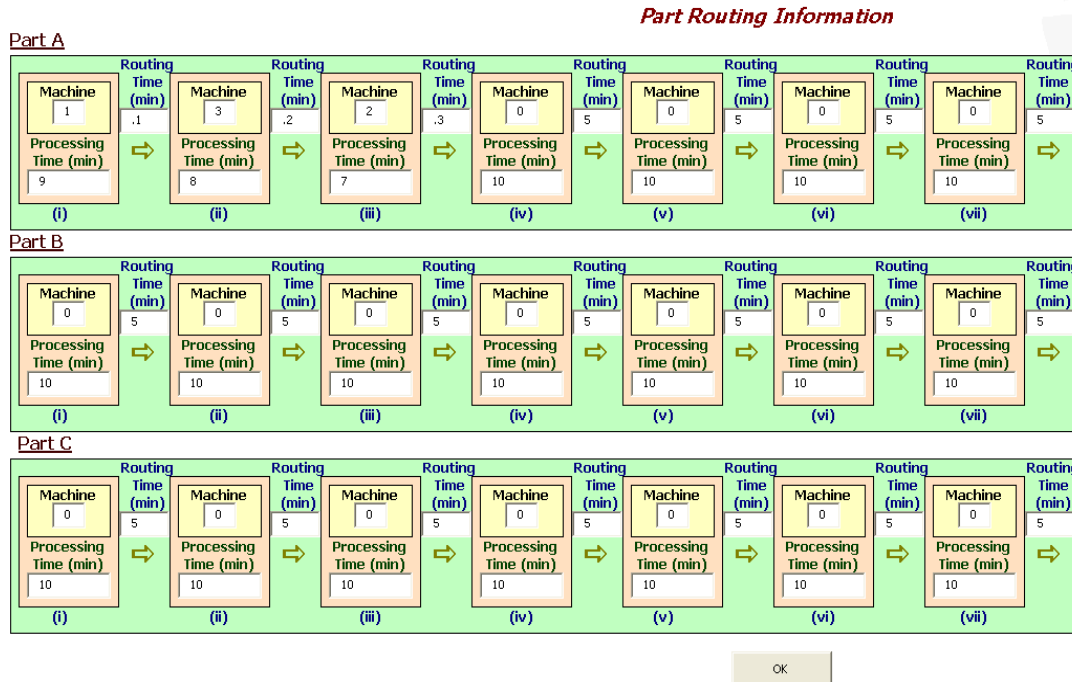 Part Routing Information
Part A
Routing Routing Routing Routing Routing Routing Routing
Time Time Time Time Time Time Time
Machine Machine Machine Machine Machine Machine Machine
(min) (min) (min) (min) (min) (min) (min)
1 .1 3 .2 2 .3 0 5 0 5 0 5 0 5
Processing Processing Processing Processing Processing Processing Processing
Time (min) Time (min) Time (min) Time (min) Time (min) Time (min) Time (min)
9 8 7 10 10 10 10
(i) (ii) (iii) (iv) (v) (vi) (vii)
Part B
Routing Routing Routing Routing Routing Routing Routing
Time Time Time Time Time Time Time
Machine Machine Machine Machine Machine Machine Machine
(min) (min) (min) (min) (min) (min) (min)
0 5 0 5 0 5 0 5 0 5 0 5 0 5
Processing Processing Processing Processing Processing Processing Processing
Time (min) Time (min) Time (min) Time (min) Time (min) Time (min) Time (min)
10 10 10 10 10 10 10
(i) (ii) (iii) (iv) (v) (vi) (vii)
Part C
Routing Routing Routing Routing Routing Routing Routing
Time Time Time Time Time Time Time
Machine Machine Machine Machine Machine Machine Machine
(min) (min) (min) (min) (min) (min) (min)
0 5 0 5 0 5 0 5 0 5 0 5 0 5
Processing Processing Processing Processing Processing Processing Processing
Time (min) Time (min) Time (min) Time (min) Time (min) Time (min) Time (min)
10 10 10 10 10 10 10
(i) (ii) (iii) (iv) (v) (vi) (vii)
OK